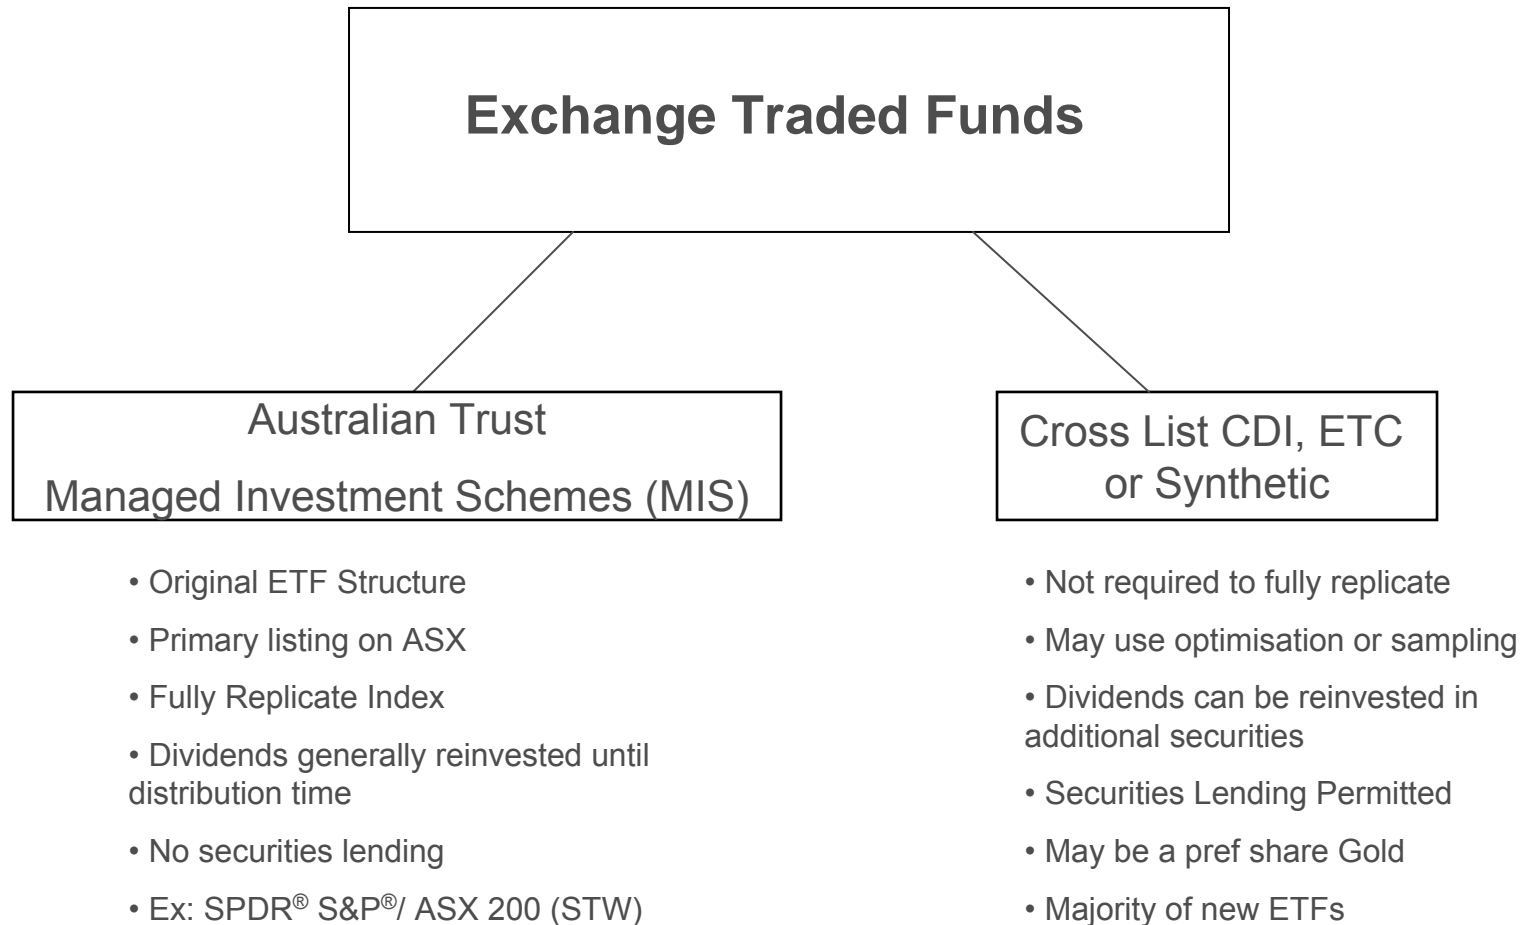 Exchange Traded Funds
Australian Trust
Managed Investment Schemes (MIS)
• Original ETF Structure
• Primary listing on ASX
• Fully Replicate Index
• Dividends generally reinvested until
distribution time
• No securities lending
• Ex: SPDR® S&P®/ ASX 200 (STW)
Cross List CDI, ETC
or Synthetic
• Not required to fully replicate
• May use optimisation or sampling
• Dividends can be reinvested in
additional securities
• Securities Lending Permitted
• May be a pref share Gold
• Majority of new ETFs